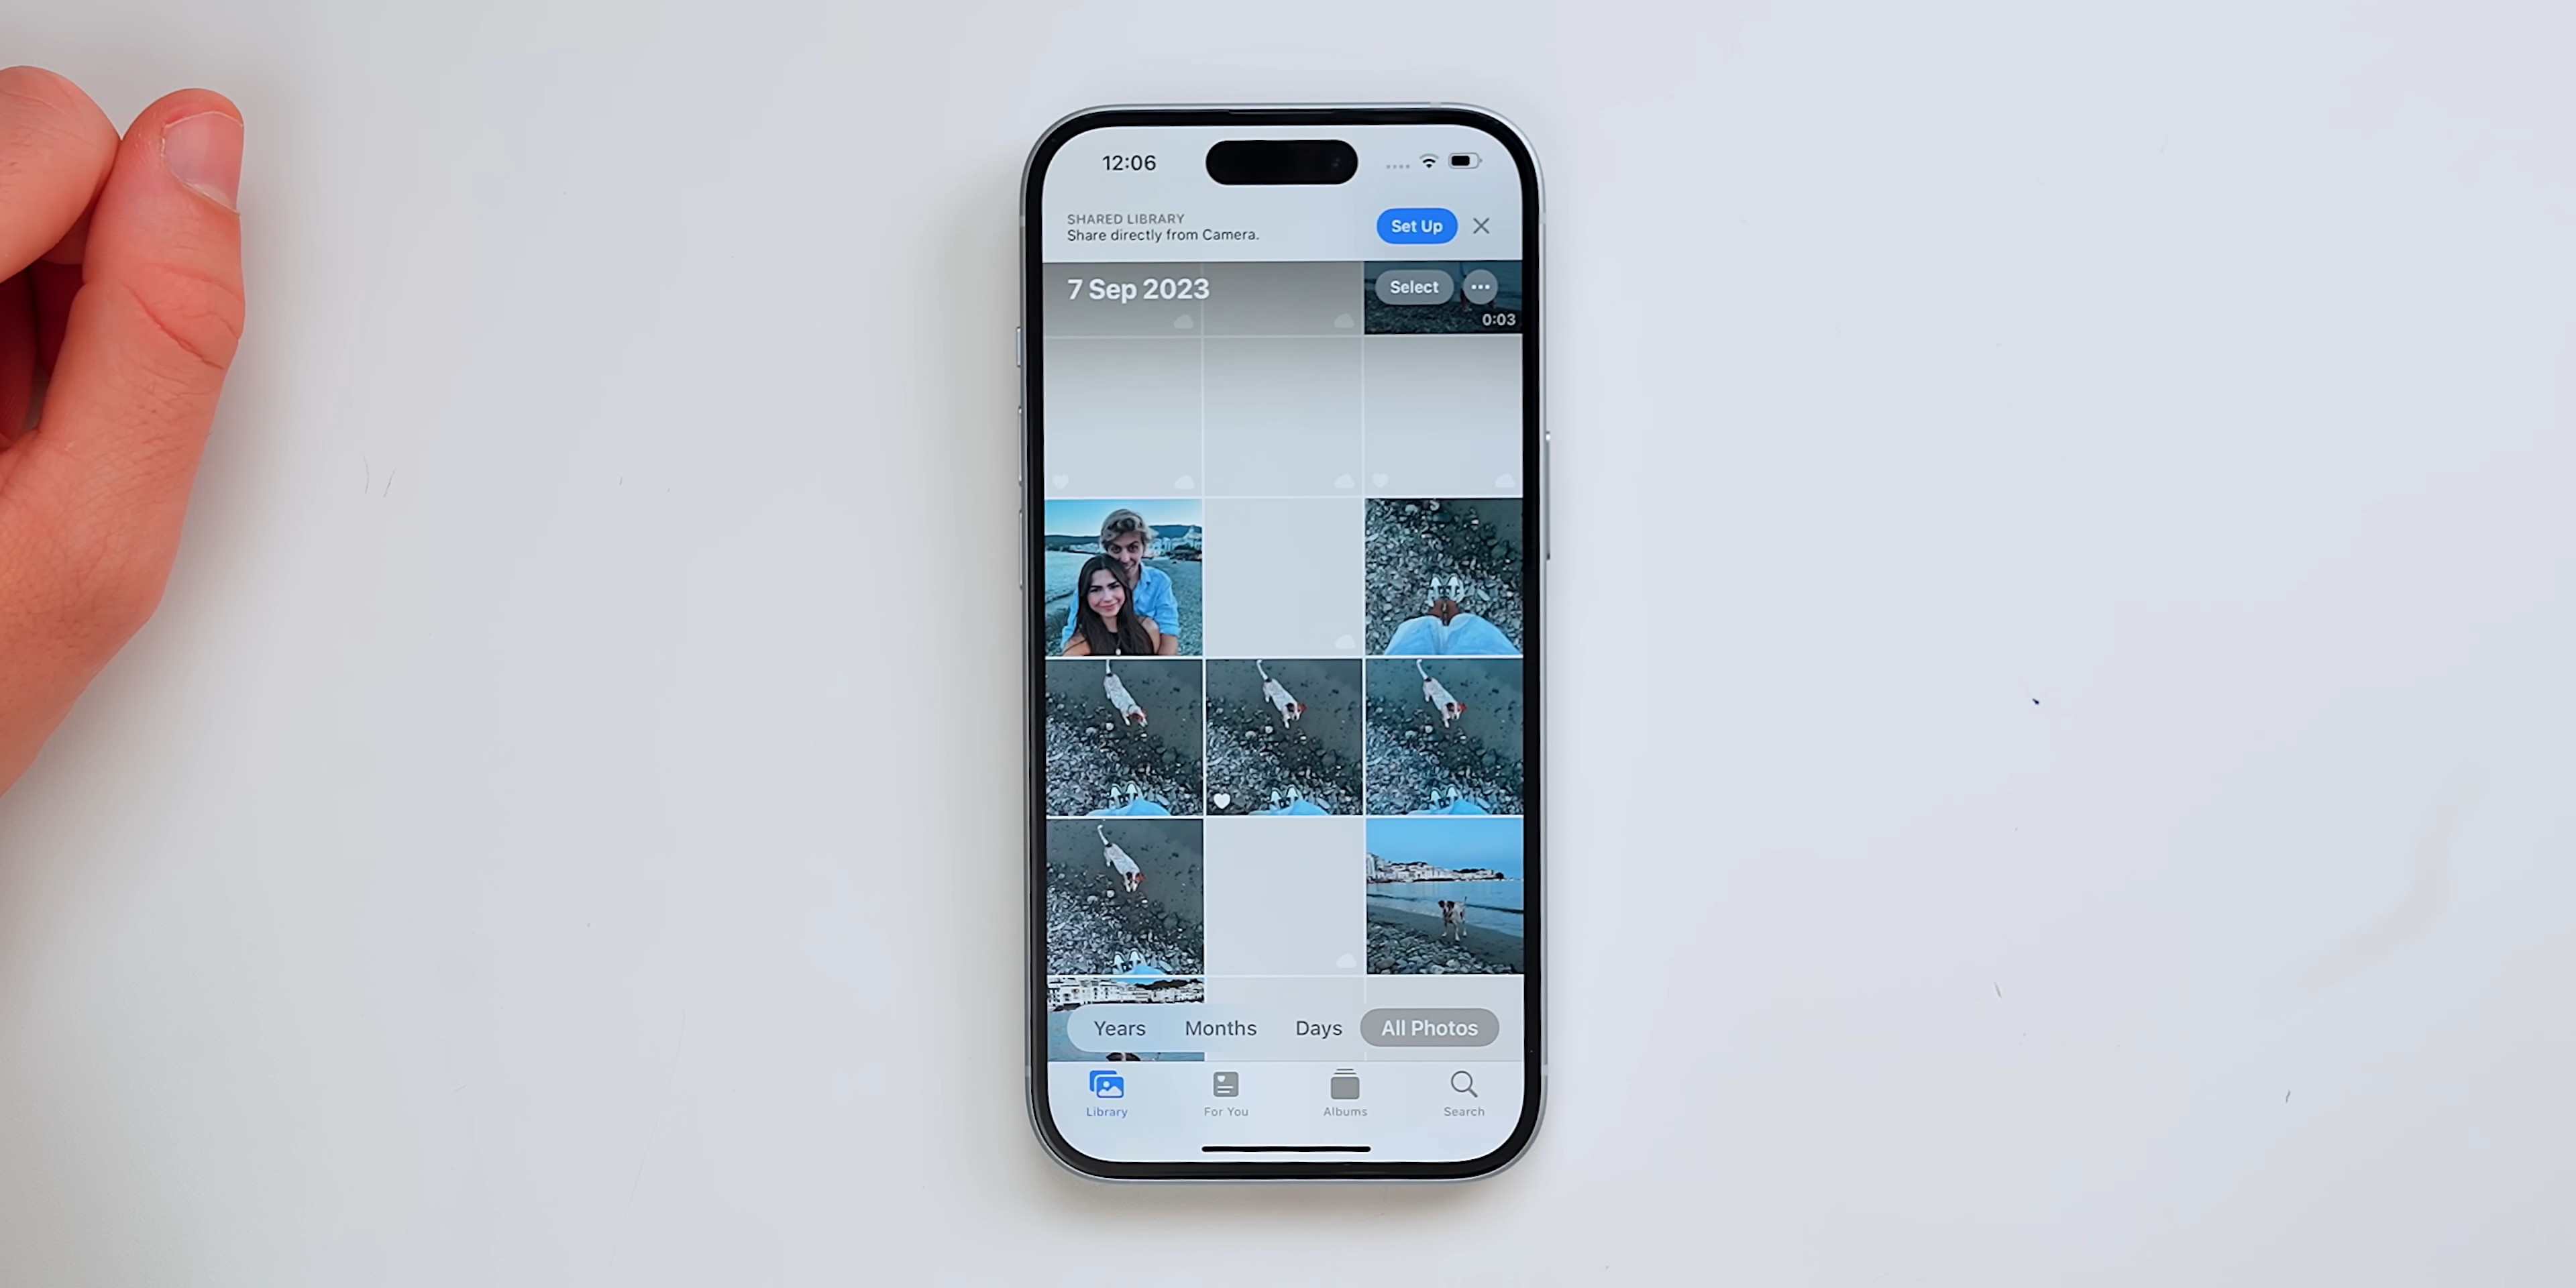 12:06
SHARED LIBRARY
Share directly from Camera.
Set Up
7 Sep 2023
Select
0:03
Years Months Days All Photos
Library For You Albums Search